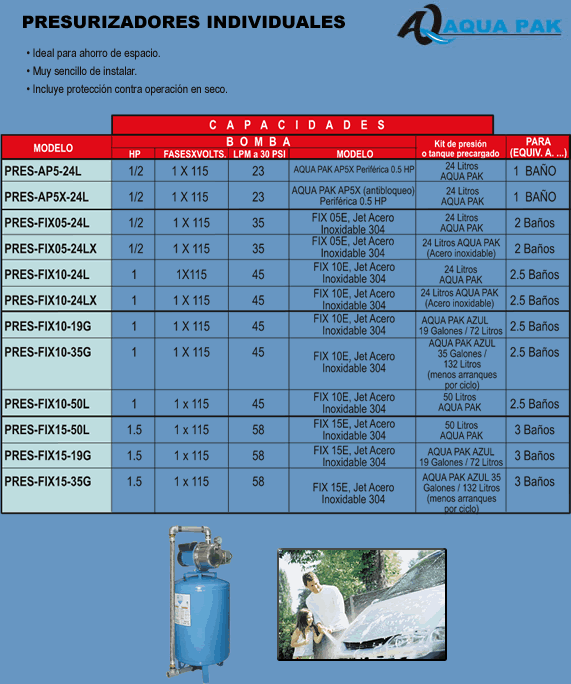 PRESURIZADORES INDIVIDUALES
AQUA PAK
• Ideal para ahorro de espacio.
• Muy sencillo de instalar.
• Incluye protección contra operación en seco.
CAPACIDADES
MODELO
BOMBA
HP
FASESXVOLTS.
LPM a 30 PSI
MODELO
Kit de presión
o tanque precargado
PARA
(EQUIV. A. ...)
PRES-AP5-24L
1/2
1 X 115
23
AQUA PAK AP5X Periférica 0.5 HP
24 Litros
AQUA PAK
1 BAÑO
PRES-AP5X-24L
1/2
1 X 115
23
AQUA PAK AP5X (antibloqueo)
Periférica 0.5 HP
24 Litros
AQUA PAK
1 BAÑO
PRES-FIX05-24L
1/2
1 X 115
35
FIX 05E, Jet Acero
Inoxidable 304
24 Litros
AQUA PAK
2 Baños
PRES-FIX05-24LX
1/2
1 X 115
35
FIX 05E, Jet Acero
Inoxidable 304
24 Litros AQUA PAK
(Acero inoxidable)
2 Baños
PRES-FIX10-24L
1
1X115
45
FIX 10E, Jet Acero
Inoxidable 304
24 Litros
AQUA PAK
2.5 Baños
PRES-FIX10-24LX
1
1 X 115
45
FIX 10E, Jet Acero
Inoxidable 304
24 Litros AQUA PAK
(Acero inoxidable)
2.5 Baños
PRES-FIX10-19G
1
1 X 115
45
FIX 10E, Jet Acero
Inoxidable 304
AQUA PAK AZUL
19 Galones / 72 Litros
2.5 Baños
PRES-FIX10-35G
1
1 X 115
45
FIX 10E, Jet Acero
Inoxidable 304
AQUA PAK AZUL
35 Galones /
132 Litros
(menos arranques
por ciclo)
2.5 Baños
PRES-FIX10-50L
1
1 x 115
45
FIX 10E, Jet Acero
Inoxidable 304
50 Litros
AQUA PAK
2.5 Baños
PRES-FIX15-50L
1.5
1 x 115
58
FIX 15E, Jet Acero
Inoxidable 304
50 Litros
AQUA PAK
3 Baños
PRES-FIX15-19G
1.5
1 x 115
58
FIX 15E, Jet Acero
Inoxidable 304
AQUA PAK AZUL
19 Galones / 72 Litros
3 Baños
PRES-FIX15-35G
1.5
1 x 115
58
FIX 15E, Jet Acero
Inoxidable 304
AQUA PAK AZUL 35
Galones / 132 Litros
(menos arranques
por ciclo)
3 Baños